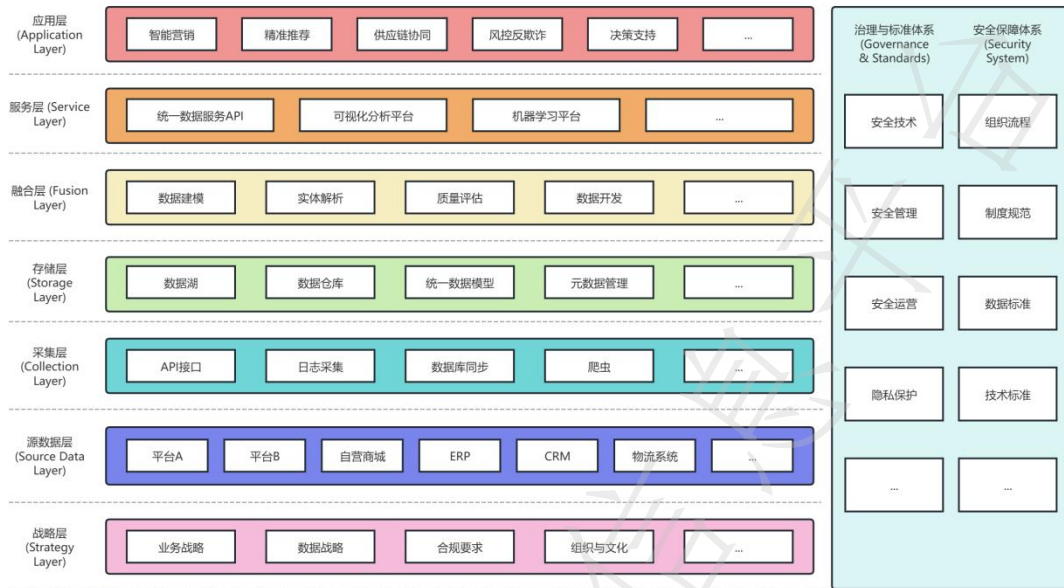 应用层
(Application
Layer)
智能营销
精准推荐
供应链协同
风控反欺诈
决策支持
...
服务层 (Service
Layer)
统一数据服务API
可视化分析平台
机器学习平台
...
融合层 (Fusion
Layer)
数据建模
实体解析
质量评估
数据开发
...
存储层
(Storage
Layer)
数据湖
数据仓库
统一数据模型
元数据管理
...
采集层
(Collection
Layer)
API接口
日志采集
数据库同步
爬虫
...
源数据层
(Source Data
Layer)
平台A
平台B
自营商城
ERP
CRM
物流系统
...
战略层
(Strategy
Layer)
业务战略
数据战略
合规要求
组织与文化
...
治理与标准体系
(Governance
& Standards)
安全技术
安全管理
安全运营
隐私保护
...
安全保障体系
(Security
System)
组织流程
制度规范
数据标准
技术标准
...